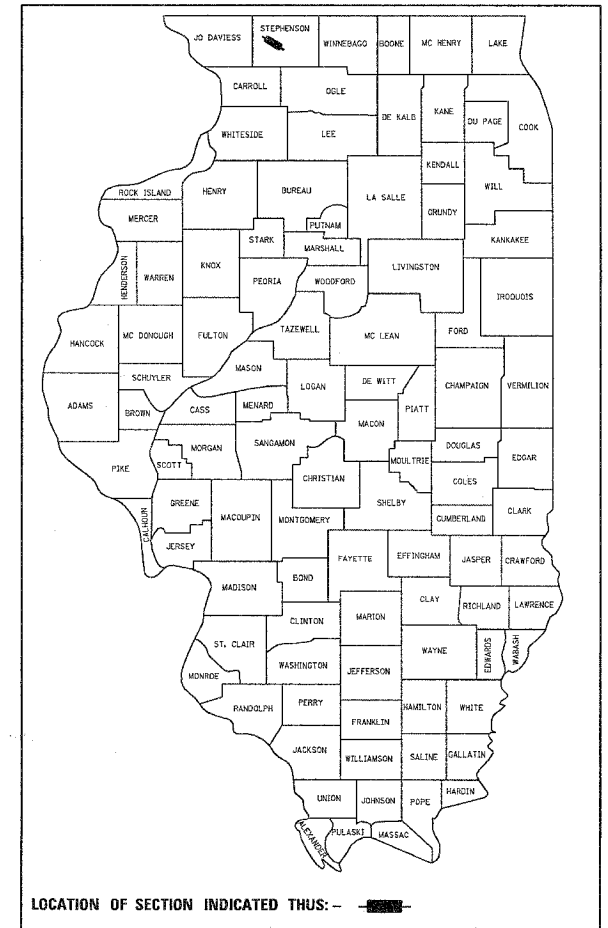 JO DAVIESS STEPHENSON WINNEBAGO BOONE MC HENRY LAKE
CARROLL OGLE
DE KALB KANE DU PAGE COOK
WHITESIDE LEE
KENDALL WILL
ROCK ISLAND HENRY BUREAU LA SALLE GRUNDY
MERCER PUTNAM
STARK MARSHALL KANKAKEE
HENDERSON WARREN KNOX PEORIA WOODFORD LIVINGSTON
IROQUOIS
HANCOCK MC DONOUGH FULTON TAZEWELL MC LEAN FORD
SCHUYLER MASON
LOGAN DE WITT CHAMPAIGN VERMILION
ADAMS BROWN CASS MENARD MACON PIATT
PIKE SCOTT MORGAN SANGAMON MOULTRIE DOUGLAS EDGAR
CHRISTIAN COLES
GREENE MACOUPIN MONTGOMERY SHELBY CUMBERLAND CLARK
CALHOUN JERSEY
FAYETTE EFFINGHAM JASPER CRAWFORD
MADISON BOND
CLAY RICHLAND LAWRENCE
CLINTON MARION
ST. CLAIR WAYNE EDWARDS WABASH
WASHINGTON JEFFERSON
MONROE
RANDOLPH PERRY HAMILTON WHITE
FRANKLIN
JACKSON WILLIAMSON SALINE GALLATIN
UNION JOHNSON POPE HARDIN
ALEXANDER PULASKI MASSAC
LOCATION OF SECTION INDICATED THUS: -